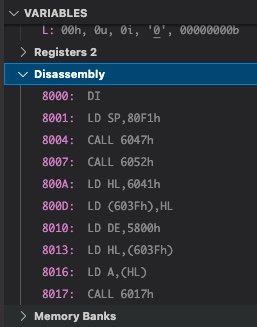 VARIABLES
L: 00h, 0u, 0i, '0', 00000000b
Registers 2
Disassembly
8000: DI
8001: LD SP,80F1h
8004: CALL 6047h
8007: CALL 6052h
800A: LD HL,6041h
800D: LD (603Fh),HL
8010: LD DE,5800h
8013: LD HL,(603Fh)
8016: LD A,(HL)
8017: CALL 6017h
Memory Banks